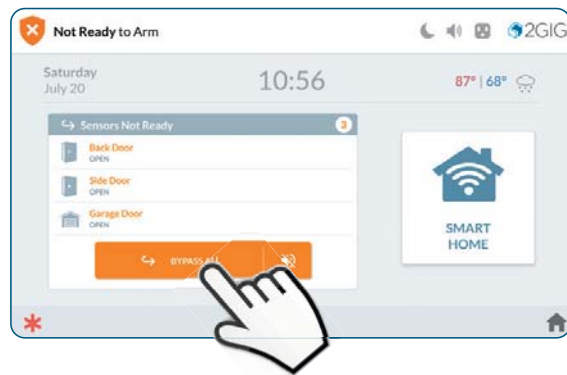 Not Ready to Arm
2GIG
Saturday
July 20
10:56
87° | 68°
Sensors Not Ready
3
Back Door
OPEN
Side Door
OPEN
Garage Door
OPEN
BYPASS ALL
SMART
HOME